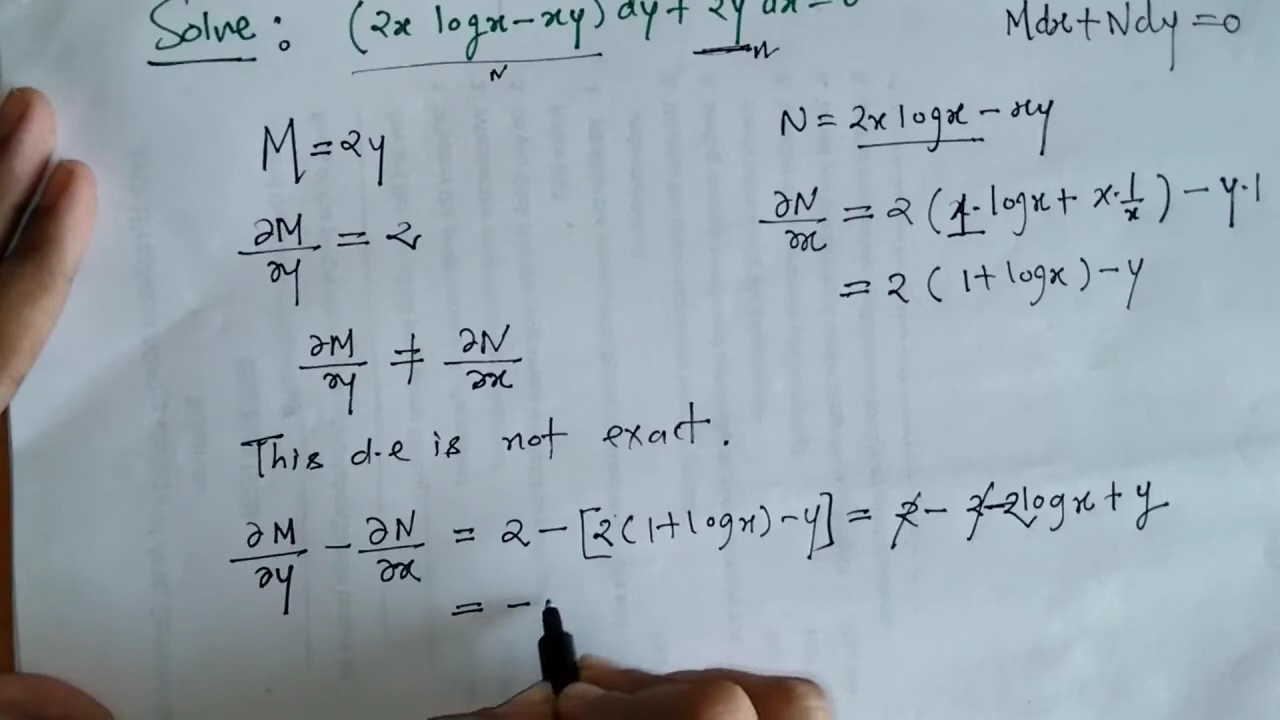 Solve : (2x logx - xy) dy + 2y dx = 0
N
M
Mdx + Ndy = 0
M = 2y
N = 2x logx - xy
∂M/∂y = 2
∂N/∂x = 2 (1·logx + x·1/x) - y·1
= 2 (1 + logx) - y
∂M/∂y ≠ ∂N/∂x
This d.e is not exact.
∂M/∂y - ∂N/∂x = 2 - [2(1 + logx) - y] = 2 - 2 - 2logx + y
= -